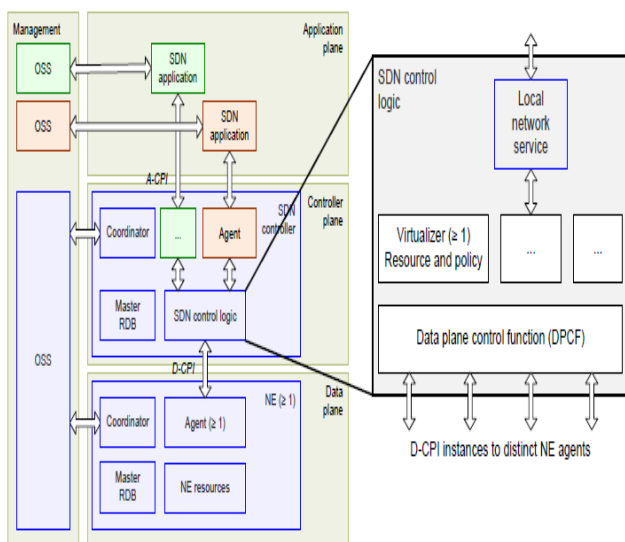 Management
Application
plane
OSS
SDN
application
OSS
SDN
application
A-CPI
Controller
plane
SDN
controller
Coordinator
...
Agent
Master
RDB
SDN control logic
OSS
D-CPI
Data
plane
NE (≥ 1)
Coordinator
Agent (≥ 1)
Master
RDB
NE resources
SDN control
logic
Local
network
service
Virtualizer (≥ 1)
Resource and policy
...
...
Data plane control function (DPCF)
D-CPI instances to distinct NE agents